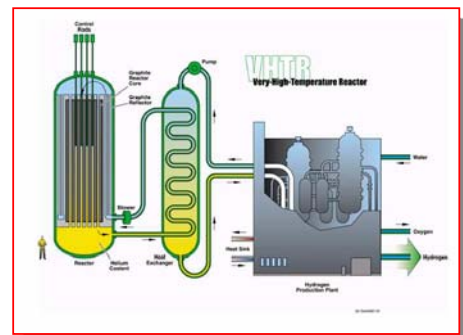 Control
Rods
Graphite
Reactor
Core
Graphite
Reflector
Pump
VHTR
Very-High-Temperature Reactor
Blower
Water
Oxygen
Hydrogen
Heat Sink
Reactor
Helium
Coolant
Heat
Exchanger
Hydrogen
Production Plant